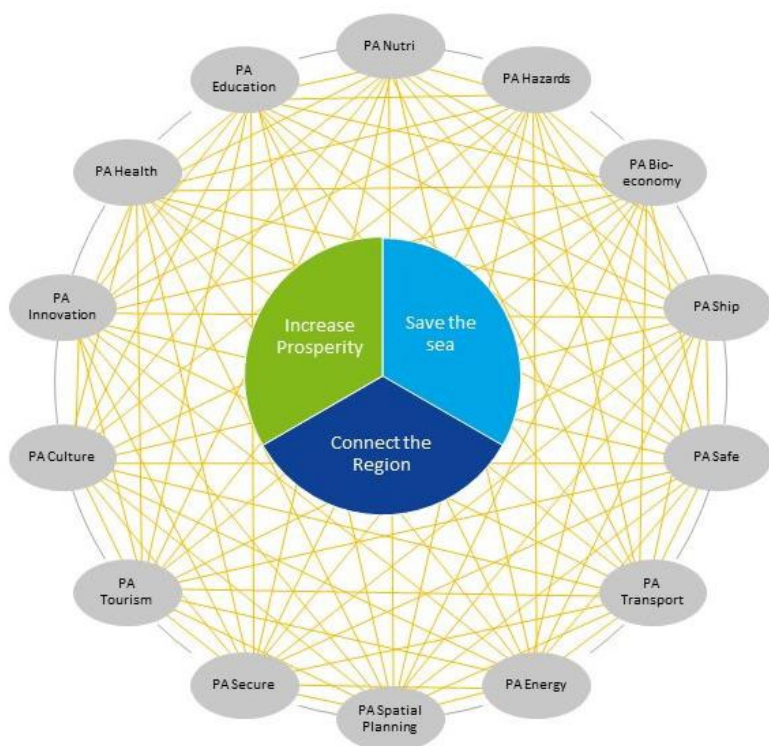 PA Nutri
PA
Education
PA Hazards
PA Health
PA Bio-
economy
PA
Innovation
PA Ship
Increase
Prosperity
Save the
sea
Connect the
Region
PA Culture
PA Safe
PA
Tourism
PA
Transport
PA Secure
PA Energy
PA Spatial
Planning